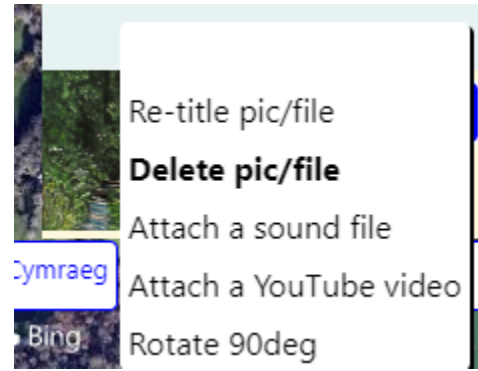 Re-title pic/file
Delete pic/file
Attach a sound file
Cymraeg
Attach a YouTube video
Bing
Rotate 90deg